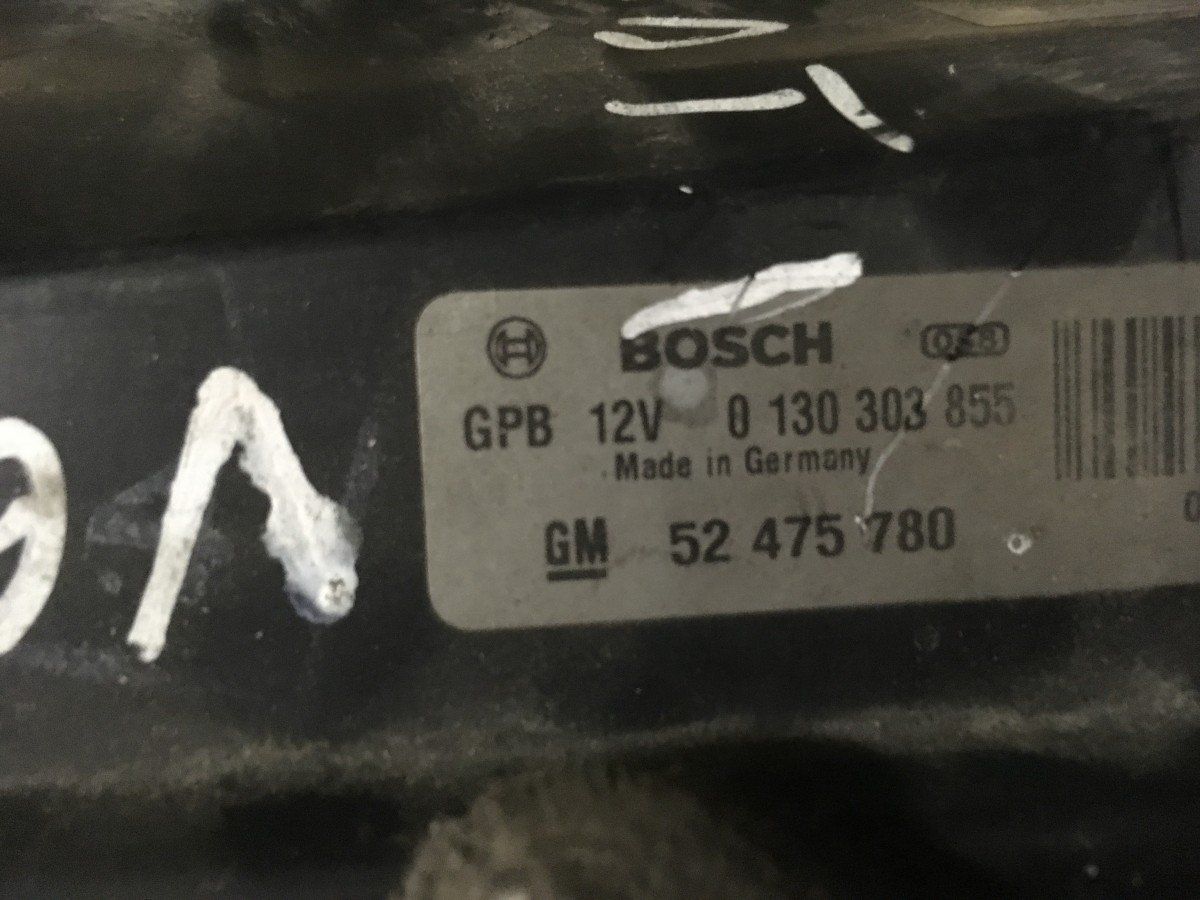 BOSCH
GPB 12V 0 130 303 855
Made in Germany
GM 52 475 780